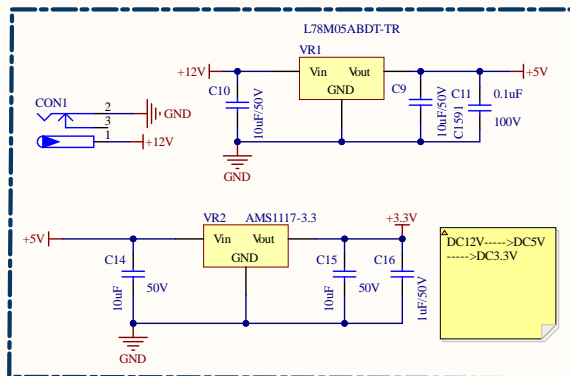 L78M05ABDT-TR
VR1
+12V
Vin
Vout
+5V
GND
C10
10uF/50V
C9
10uF/50V
C1591
C11
0.1uF
100V
GND
CON1
2
GND
3
1
+12V
VR2
AMS1117-3.3
+3.3V
+5V
Vin
Vout
GND
C14
10uF
50V
C15
10uF
50V
C16
1uF/50V
GND
DC12V----->DC5V
----->DC3.3V